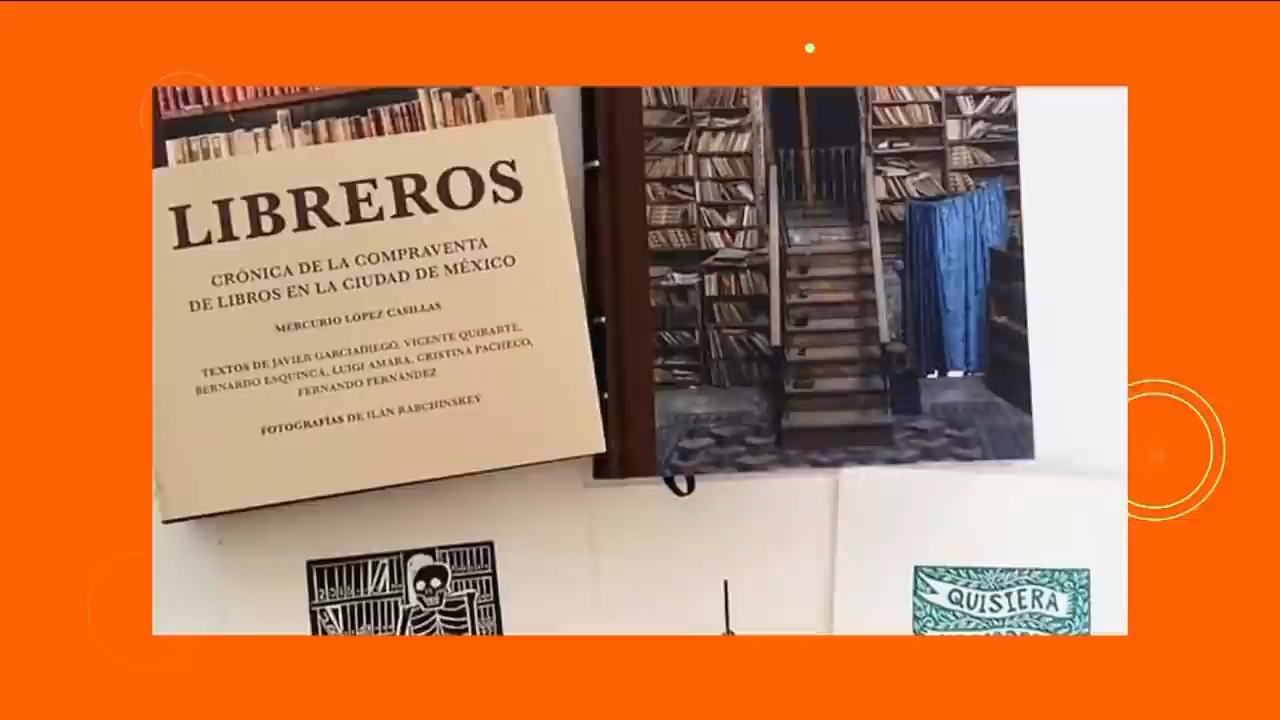 LIBREROS
CRÓNICA DE LA COMPRAVENTA
DE LIBROS EN LA CIUDAD DE MÉXICO
MERCURIO LÓPEZ CASILLAS
TEXTOS DE JAVIER GARCIADIEGO, VICENTE QUIRARTE,
BERNARDO ESQUINCA, LUIGI AMARA, CRISTINA PACHECO,
FERNANDO FERNÁNDEZ
FOTOGRAFÍAS DE ILÁN RABCHINSKEY
QUISIERA